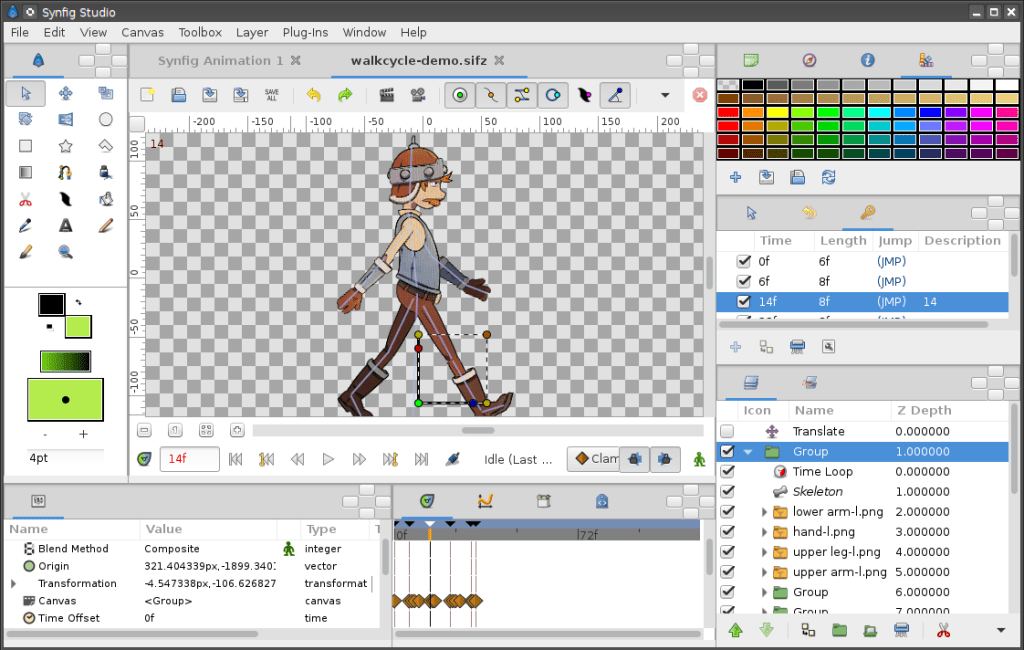 Synfig Studio
File Edit View Canvas Toolbox Layer Plug-Ins Window Help
Synfig Animation 1 walkcycle-demo.sifz
SAVE ALL
-200 -150 -100 -50 0 50 100 150 200
100
50
0
-50
-100
14
4pt
14f Idle (Last ... Clam
Time Length Jump Description
0f 6f (JMP)
6f 8f (JMP)
14f 8f (JMP) 14
Icon Name Z Depth
Translate 0.000000
Group 1.000000
Time Loop 0.000000
Skeleton 1.000000
lower arm-l.png 2.000000
hand-l.png 3.000000
upper leg-l.png 4.000000
upper arm-l.png 5.000000
Group 6.000000
Group 7.000000
Name Value Type T
Blend Method Composite integer
Origin 321.404339px,-1899.3401 vector
Transformation -4.547338px,-106.626827 transformat
Canvas <Group> canvas
Time Offset 0f time
0f 72f